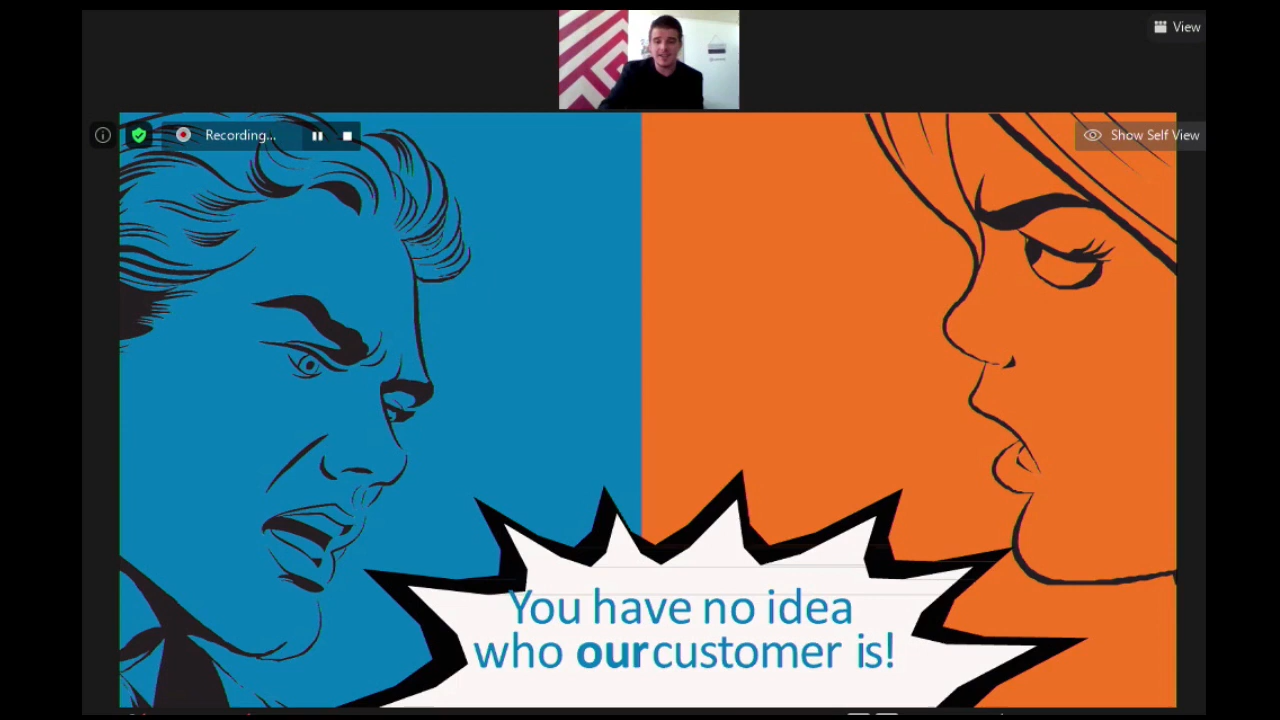 View
Recording...
Show Self View
You have no idea
who our customer is!